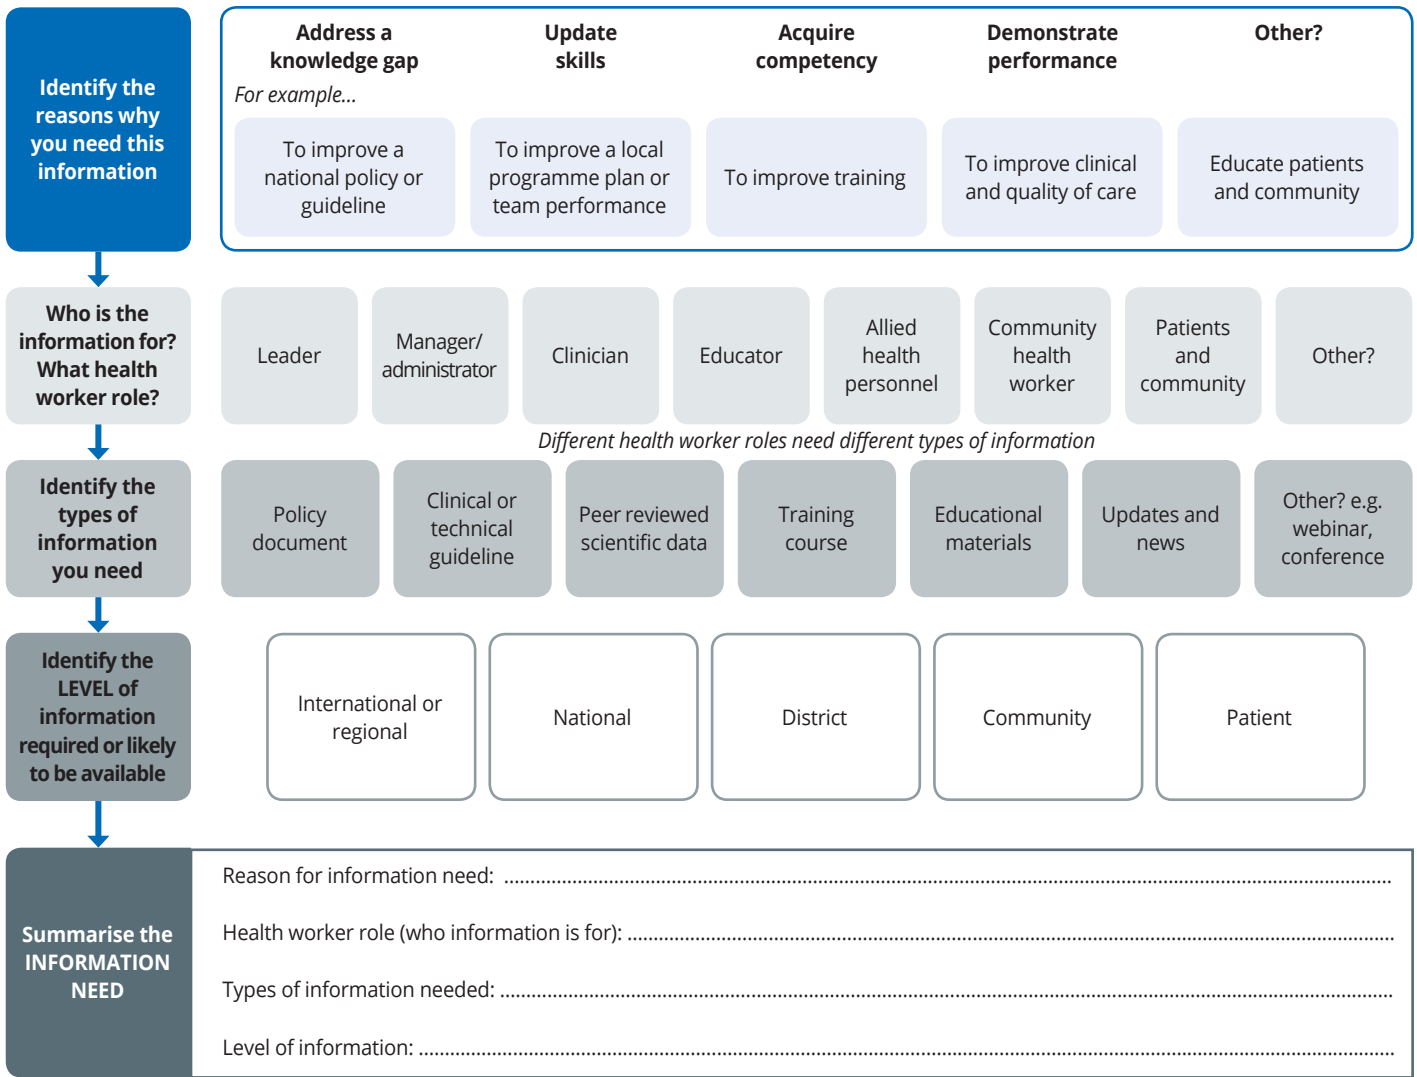 Identify the
reasons why
you need this
information
Address a
knowledge gap
Update
skills
Acquire
competency
Demonstrate
performance
Other?
For example...
To improve a
national policy or
guideline
To improve a local
programme plan or
team performance
To improve training
To improve clinical
and quality of care
Educate patients
and community
Who is the
information for?
What health
worker role?
Leader
Manager/
administrator
Clinician
Educator
Allied
health
personnel
Community
health
worker
Patients
and
community
Other?
Different health worker roles need different types of information
Identify the
types of
information
you need
Policy
document
Clinical or
technical
guideline
Peer reviewed
scientific data
Training
course
Educational
materials
Updates and
news
Other? e.g.
webinar,
conference
Identify the
LEVEL of
information
required or likely
to be available
International or
regional
National
District
Community
Patient
Summarise the
INFORMATION
NEED
Reason for information need: ....................
Health worker role (who information is for): ....................
Types of information needed: ....................
Level of information: ....................